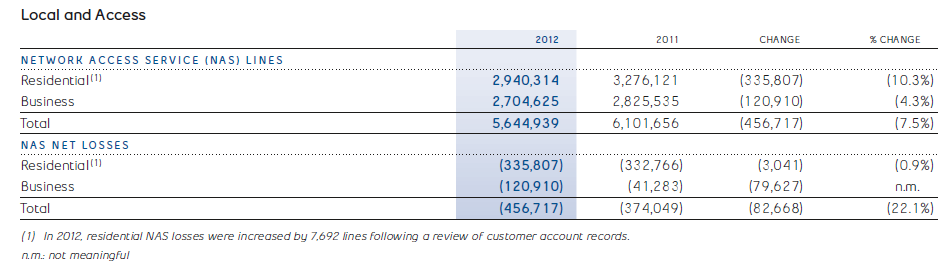 Local and Access
2012 2011 CHANGE % CHANGE
NETWORK ACCESS SERVICE (NAS) LINES
Residential(1) 2,940,314 3,276,121 (335,807) (10.3%)
Business 2,704,625 2,825,535 (120,910) (4.3%)
Total 5,644,939 6,101,656 (456,717) (7.5%)
NAS NET LOSSES
Residential(1) (335,807) (332,766) (3,041) (0.9%)
Business (120,910) (41,283) (79,627) n.m.
Total (456,717) (374,049) (82,668) (22.1%)
(1) In 2012, residential NAS losses were increased by 7,692 lines following a review of customer account records.
n.m.: not meaningful